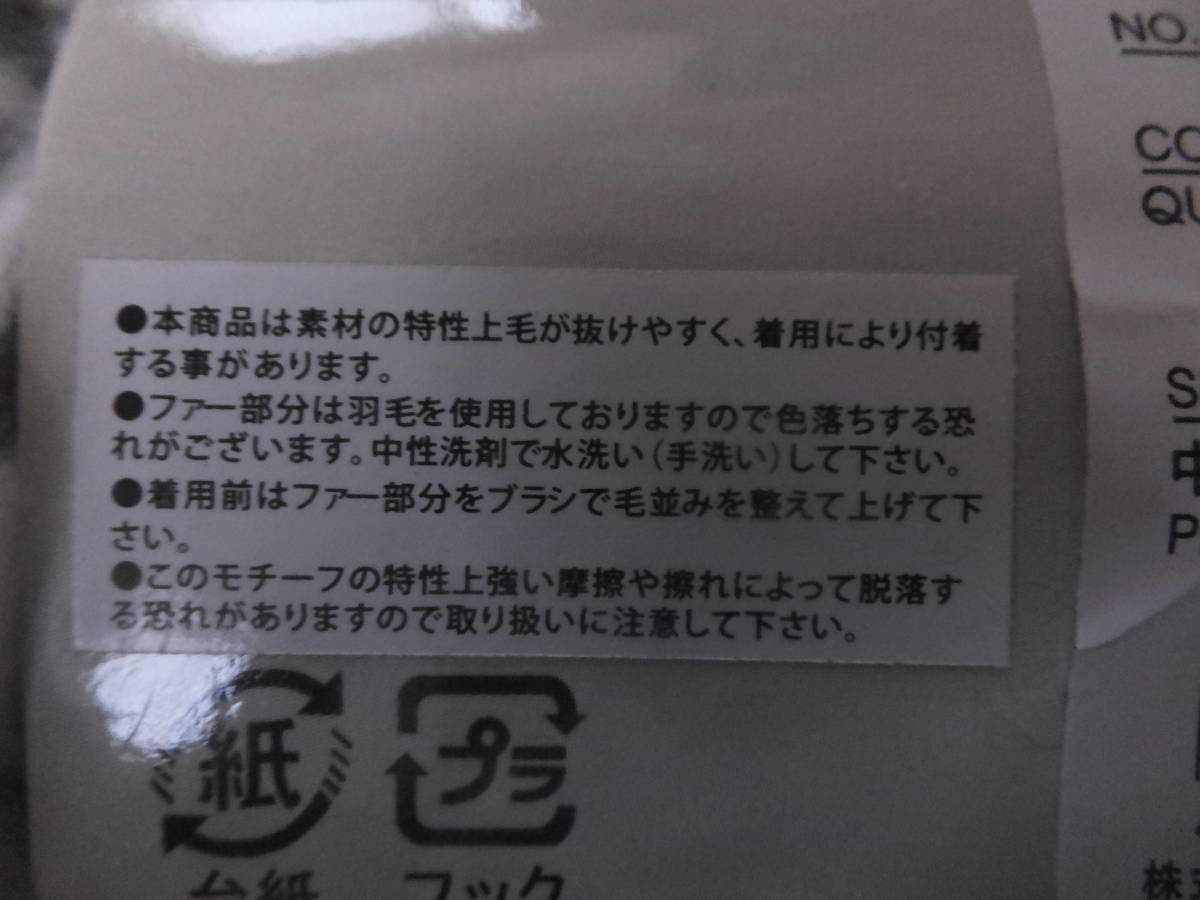 ●本商品は素材の特性上毛が抜けやすく、着用により付着
する事があります。
●ファー部分は羽毛を使用しておりますので色落ちする恐
れがございます。中性洗剤で水洗い(手洗い)して下さい。
●着用前はファー部分をブラシで毛並みを整えて上げて下
さい。
●このモチーフの特性上強い摩擦や擦れによって脱落す
る恐れがありますので取り扱いに注意して下さい。
紙
プラ
台紙
フック
NO.
CO
QU
S
中
P
株